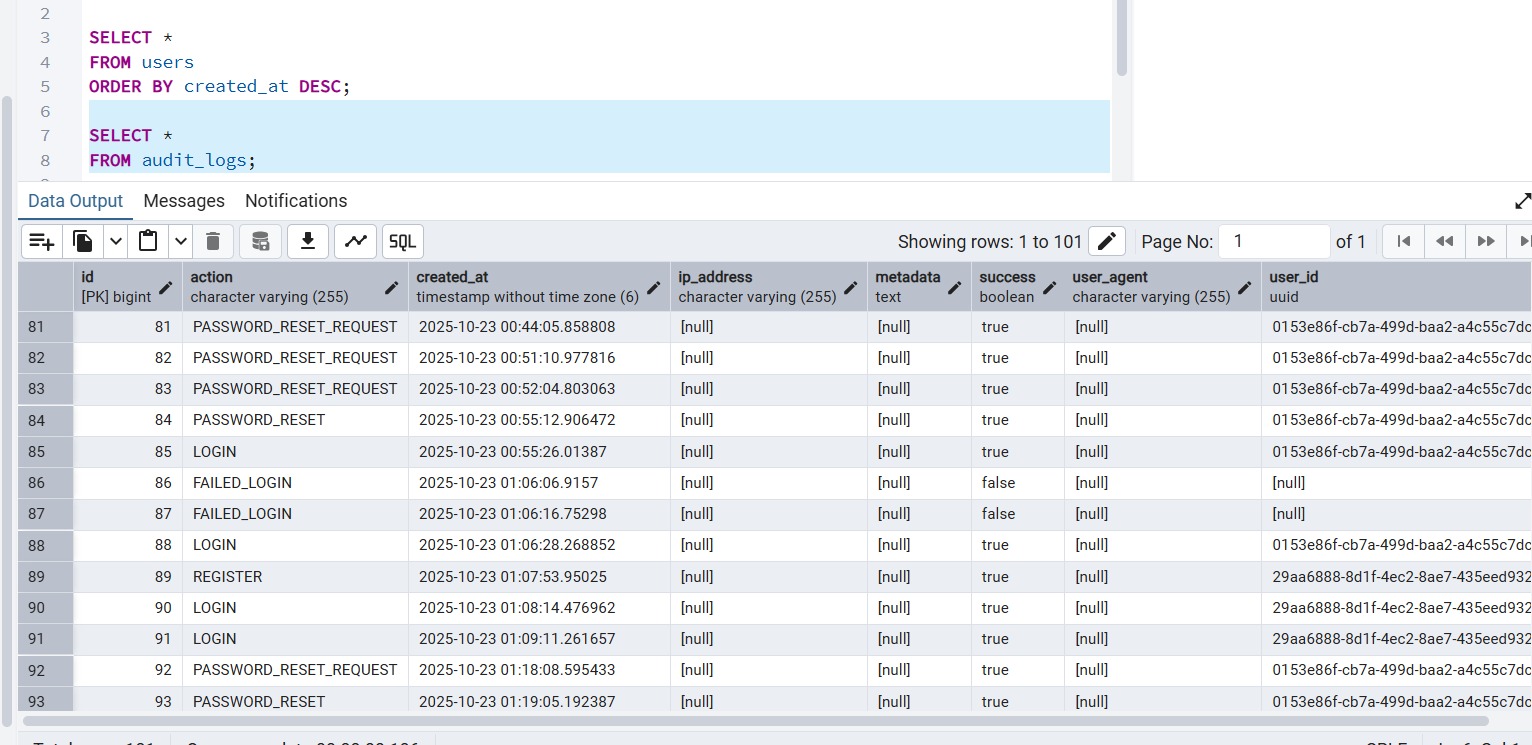 2
3 SELECT *
4 FROM users
5 ORDER BY created_at DESC;
6
7 SELECT *
8 FROM audit_logs;
Data Output Messages Notifications
SQL Showing rows: 1 to 101 Page No: 1 of 1
id action created_at ip_address metadata success user_agent user_id
[PK] bigint character varying (255) timestamp without time zone (6) character varying (255) text boolean character varying (255) uuid
81 81 PASSWORD_RESET_REQUEST 2025-10-23 00:44:05.858808 [null] [null] true [null] 0153e86f-cb7a-499d-baa2-a4c55c7dc
82 82 PASSWORD_RESET_REQUEST 2025-10-23 00:51:10.977816 [null] [null] true [null] 0153e86f-cb7a-499d-baa2-a4c55c7dc
83 83 PASSWORD_RESET_REQUEST 2025-10-23 00:52:04.803063 [null] [null] true [null] 0153e86f-cb7a-499d-baa2-a4c55c7dc
84 84 PASSWORD_RESET 2025-10-23 00:55:12.906472 [null] [null] true [null] 0153e86f-cb7a-499d-baa2-a4c55c7dc
85 85 LOGIN 2025-10-23 00:55:26.01387 [null] [null] true [null] 0153e86f-cb7a-499d-baa2-a4c55c7dc
86 86 FAILED_LOGIN 2025-10-23 01:06:06.9157 [null] [null] false [null] [null]
87 87 FAILED_LOGIN 2025-10-23 01:06:16.75298 [null] [null] false [null] [null]
88 88 LOGIN 2025-10-23 01:06:28.268852 [null] [null] true [null] 0153e86f-cb7a-499d-baa2-a4c55c7dc
89 89 REGISTER 2025-10-23 01:07:53.95025 [null] [null] true [null] 29aa6888-8d1f-4ec2-8ae7-435eed932
90 90 LOGIN 2025-10-23 01:08:14.476962 [null] [null] true [null] 29aa6888-8d1f-4ec2-8ae7-435eed932
91 91 LOGIN 2025-10-23 01:09:11.261657 [null] [null] true [null] 29aa6888-8d1f-4ec2-8ae7-435eed932
92 92 PASSWORD_RESET_REQUEST 2025-10-23 01:18:08.595433 [null] [null] true [null] 0153e86f-cb7a-499d-baa2-a4c55c7dc
93 93 PASSWORD_RESET 2025-10-23 01:19:05.192387 [null] [null] true [null] 0153e86f-cb7a-499d-baa2-a4c55c7dc